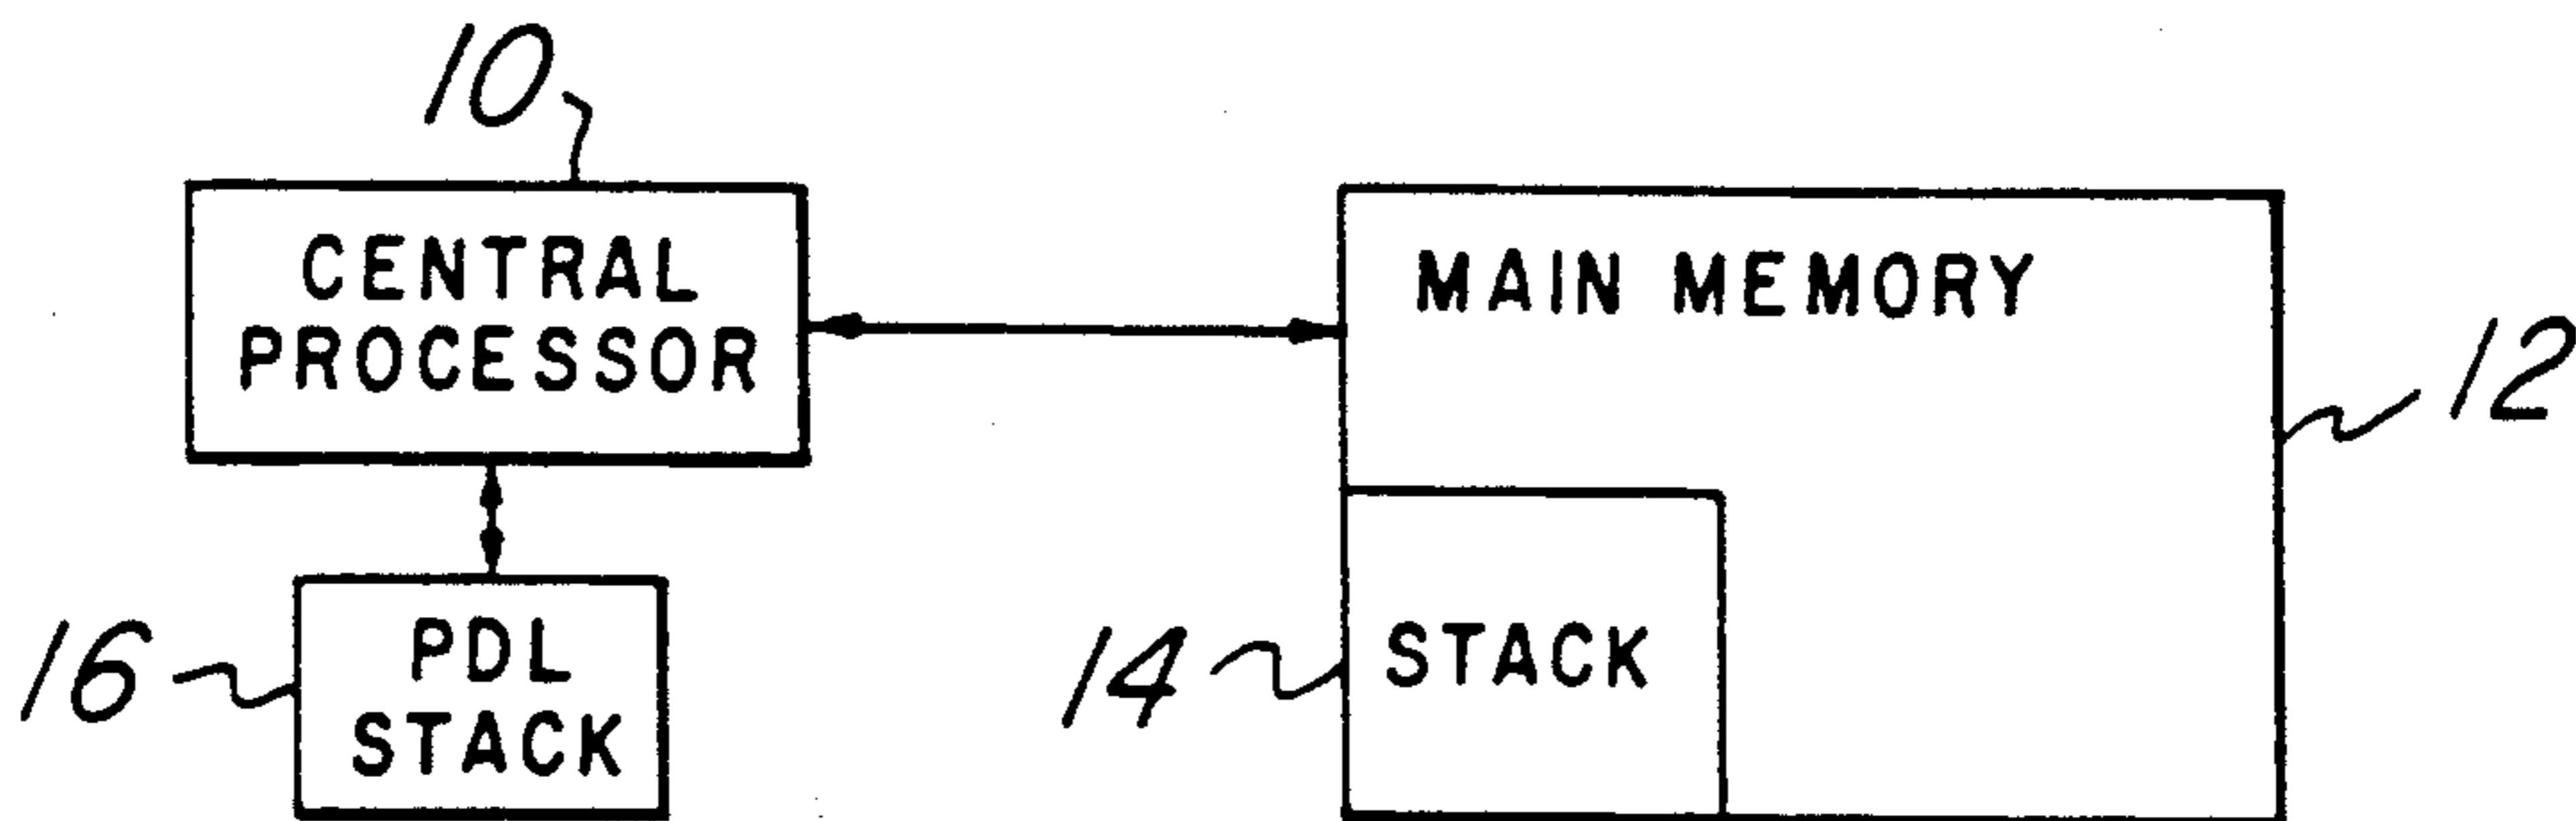 10
CENTRAL
PROCESSOR
MAIN MEMORY
12
16
PDL
STACK
14
STACK